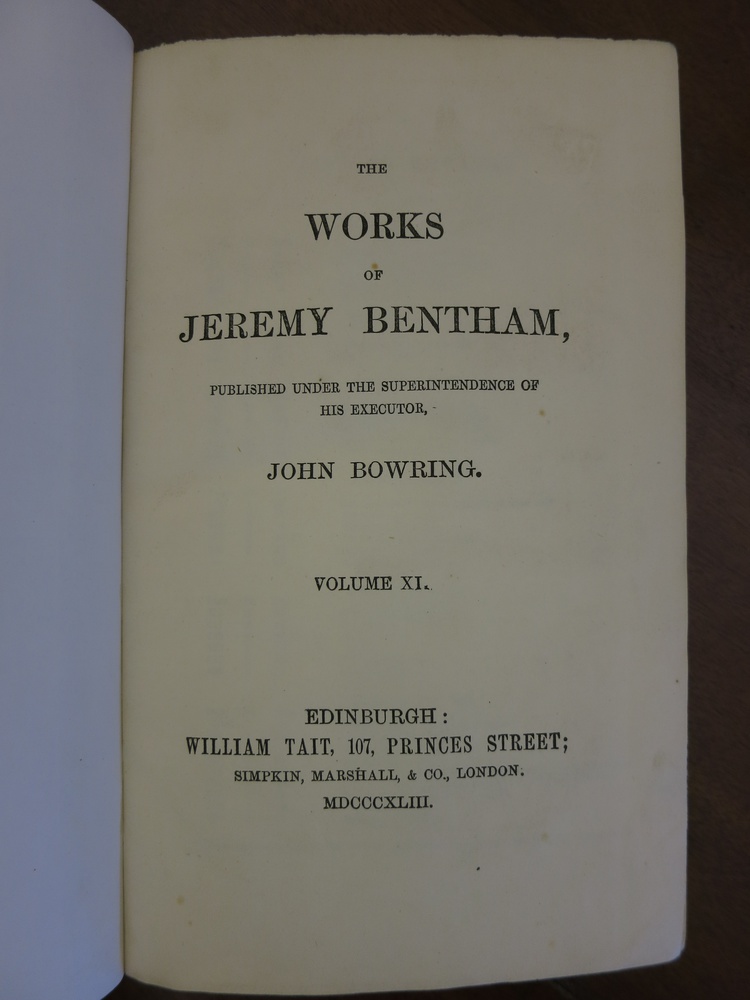 THE
WORKS
OF
JEREMY BENTHAM,
PUBLISHED UNDER THE SUPERINTENDENCE OF
HIS EXECUTOR,
JOHN BOWRING.
VOLUME XI.
EDINBURGH:
WILLIAM TAIT, 107, PRINCES STREET;
SIMPKIN, MARSHALL, & CO., LONDON.
MDCCCXLIII.